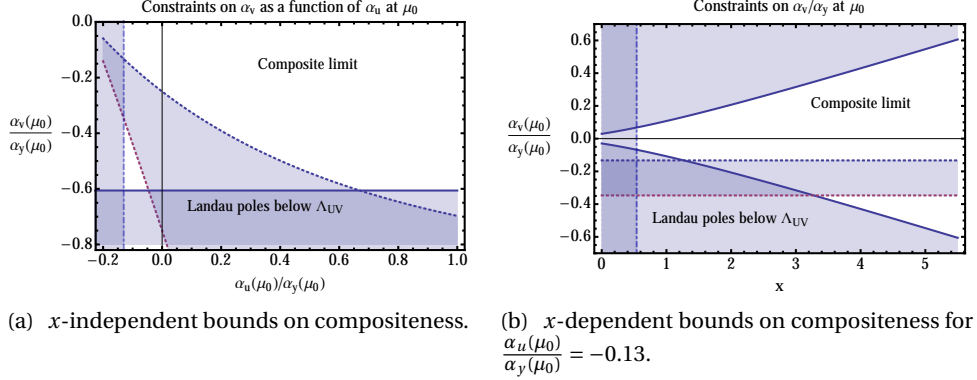 Constraints on αv as a function of αu at μ0
0.0
−0.2
−0.4
−0.6
−0.8
αv(μ0)
αy(μ0)
Composite limit
Landau poles below ΛUV
−0.2 0.0 0.2 0.4 0.6 0.8 1.0
αu(μ0)/αy(μ0)
(a) x-independent bounds on compositeness.
Constraints on αv/αy at μ0
0.6
0.4
0.2
0.0
−0.2
−0.4
−0.6
αv(μ0)
αy(μ0)
Composite limit
Landau poles below ΛUV
0 1 2 3 4 5
x
(b) x-dependent bounds on compositeness for
αu(μ0)
αy(μ0) = −0.13.